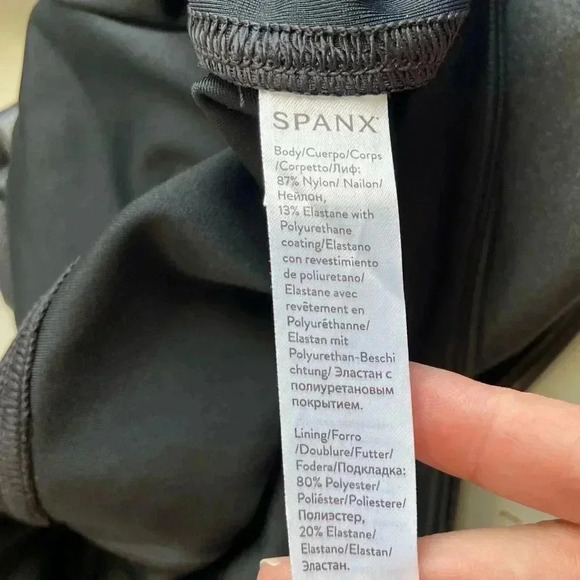 SPANX
Body/Cuerpo/Corps
/Corpetto/Лиф:
87% Nylon/ Nailon/
Нейлон,
13% Elastane with
Polyurethane
coating/Elastano
con revestimiento
de poliuretano/
Elastane avec
revêtement en
Polyuréthanne/
Elastan mit
Polyurethan-Beschi
chtung/ Эластан с
полиуретановым
покрытием.
Lining/Forro
/Doublure/Futter/
Fodera/Подкладка:
80% Polyester/
Poliéster/Poliestere/
Полиэстер,
20% Elastane/
Elastano/Elastan/
Эластан.